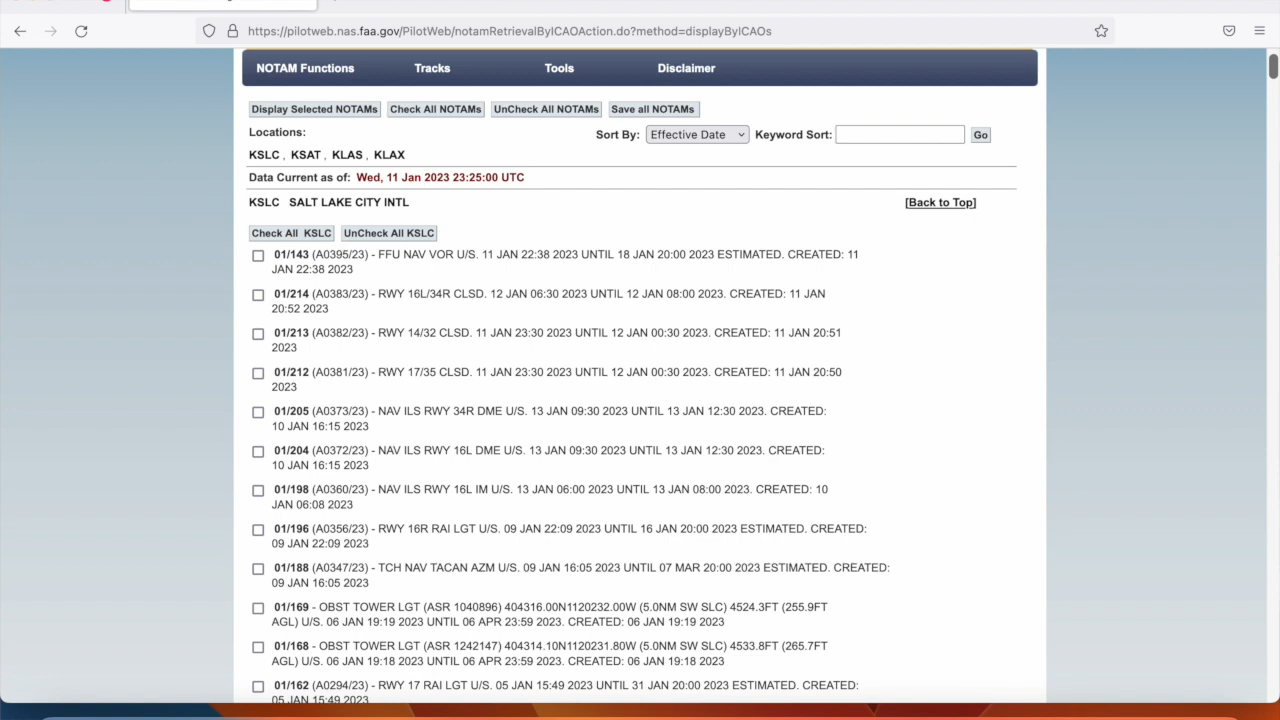 https://pilotweb.nas.faa.gov/PilotWeb/notamRetrievalByICAOAction.do?method=displayByICAOs
NOTAM Functions Tracks Tools Disclaimer
Display Selected NOTAMs Check All NOTAMs UnCheck All NOTAMs Save all NOTAMs
Locations:
Sort By: Effective Date Keyword Sort: Go
KSLC , KSAT , KLAS , KLAX
Data Current as of: Wed, 11 Jan 2023 23:25:00 UTC
KSLC SALT LAKE CITY INTL [Back to Top]
Check All KSLC UnCheck All KSLC
01/143 (A0395/23) - FFU NAV VOR U/S. 11 JAN 22:38 2023 UNTIL 18 JAN 20:00 2023 ESTIMATED. CREATED: 11
JAN 22:38 2023
01/214 (A0383/23) - RWY 16L/34R CLSD. 12 JAN 06:30 2023 UNTIL 12 JAN 08:00 2023. CREATED: 11 JAN
20:52 2023
01/213 (A0382/23) - RWY 14/32 CLSD. 11 JAN 23:30 2023 UNTIL 12 JAN 00:30 2023. CREATED: 11 JAN 20:51
2023
01/212 (A0381/23) - RWY 17/35 CLSD. 11 JAN 23:30 2023 UNTIL 12 JAN 00:30 2023. CREATED: 11 JAN 20:50
2023
01/205 (A0373/23) - NAV ILS RWY 34R DME U/S. 13 JAN 09:30 2023 UNTIL 13 JAN 12:30 2023. CREATED:
10 JAN 16:15 2023
01/204 (A0372/23) - NAV ILS RWY 16L DME U/S. 13 JAN 09:30 2023 UNTIL 13 JAN 12:30 2023. CREATED:
10 JAN 16:15 2023
01/198 (A0360/23) - NAV ILS RWY 16L IM U/S. 13 JAN 06:00 2023 UNTIL 13 JAN 08:00 2023. CREATED: 10
JAN 06:08 2023
01/196 (A0356/23) - RWY 16R RAI LGT U/S. 09 JAN 22:09 2023 UNTIL 16 JAN 20:00 2023 ESTIMATED. CREATED:
09 JAN 22:09 2023
01/188 (A0347/23) - TCH NAV TACAN AZM U/S. 09 JAN 16:05 2023 UNTIL 07 MAR 20:00 2023 ESTIMATED. CREATED:
09 JAN 16:05 2023
01/169 - OBST TOWER LGT (ASR 1040896) 404316.00N1120232.00W (5.0NM SW SLC) 4524.3FT (255.9FT
AGL) U/S. 06 JAN 19:19 2023 UNTIL 06 APR 23:59 2023. CREATED: 06 JAN 19:19 2023
01/168 - OBST TOWER LGT (ASR 1242147) 404314.10N1120231.80W (5.0NM SW SLC) 4533.8FT (265.7FT
AGL) U/S. 06 JAN 19:18 2023 UNTIL 06 APR 23:59 2023. CREATED: 06 JAN 19:18 2023
01/162 (A0294/23) - RWY 17 RAI LGT U/S. 05 JAN 15:49 2023 UNTIL 31 JAN 20:00 2023 ESTIMATED. CREATED:
05 JAN 15:49 2023